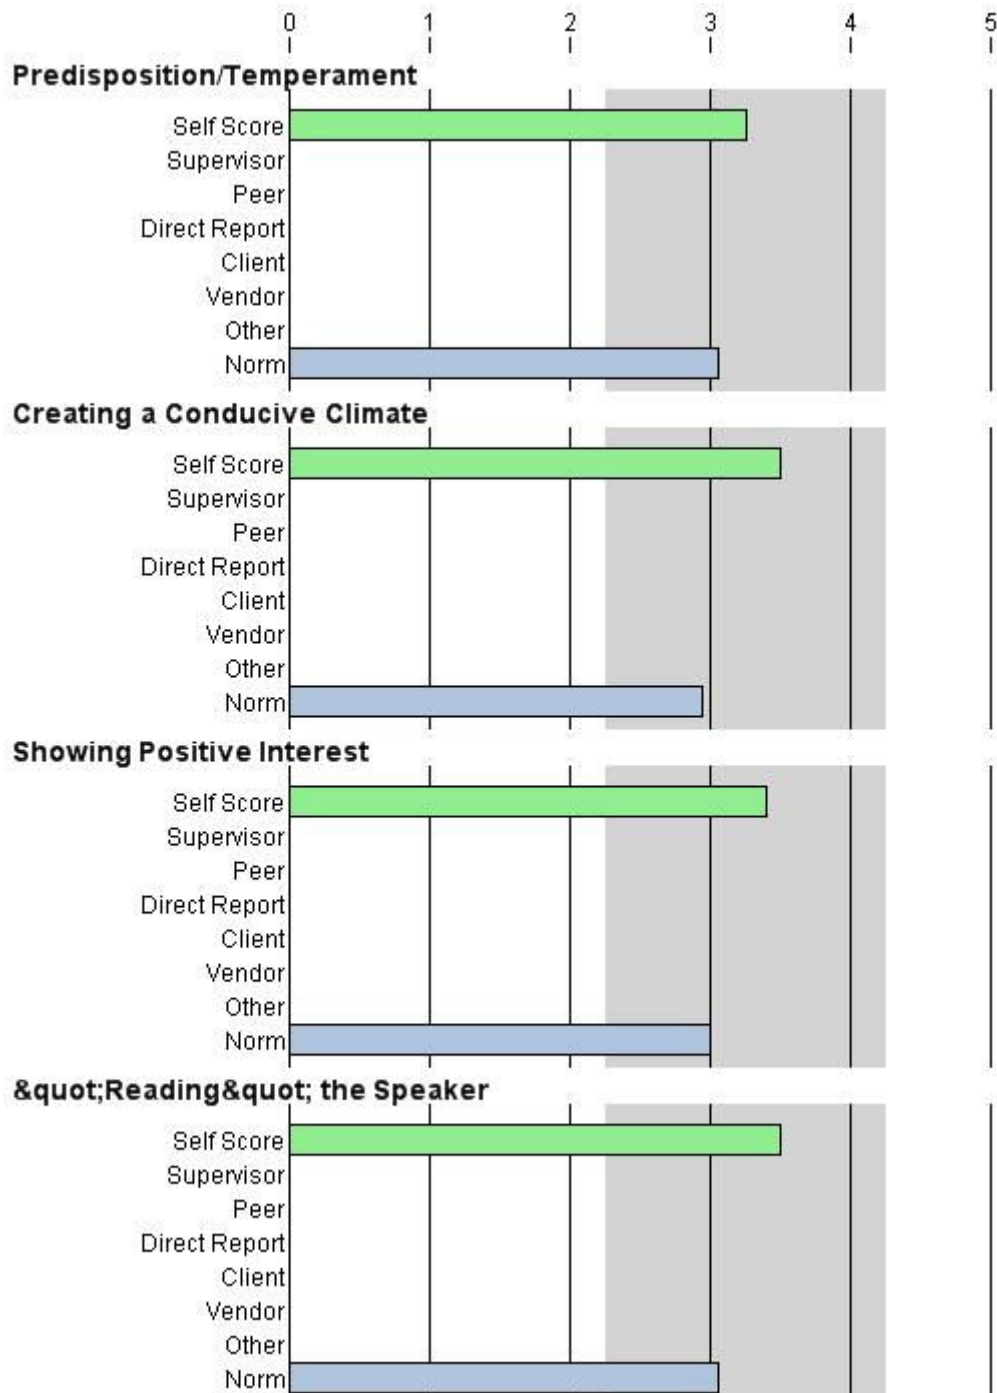 0 1 2 3 4 5
Predisposition/Temperament
Self Score
Supervisor
Peer
Direct Report
Client
Vendor
Other
Norm
Creating a Conducive Climate
Self Score
Supervisor
Peer
Direct Report
Client
Vendor
Other
Norm
Showing Positive Interest
Self Score
Supervisor
Peer
Direct Report
Client
Vendor
Other
Norm
&quot;Reading&quot; the Speaker
Self Score
Supervisor
Peer
Direct Report
Client
Vendor
Other
Norm